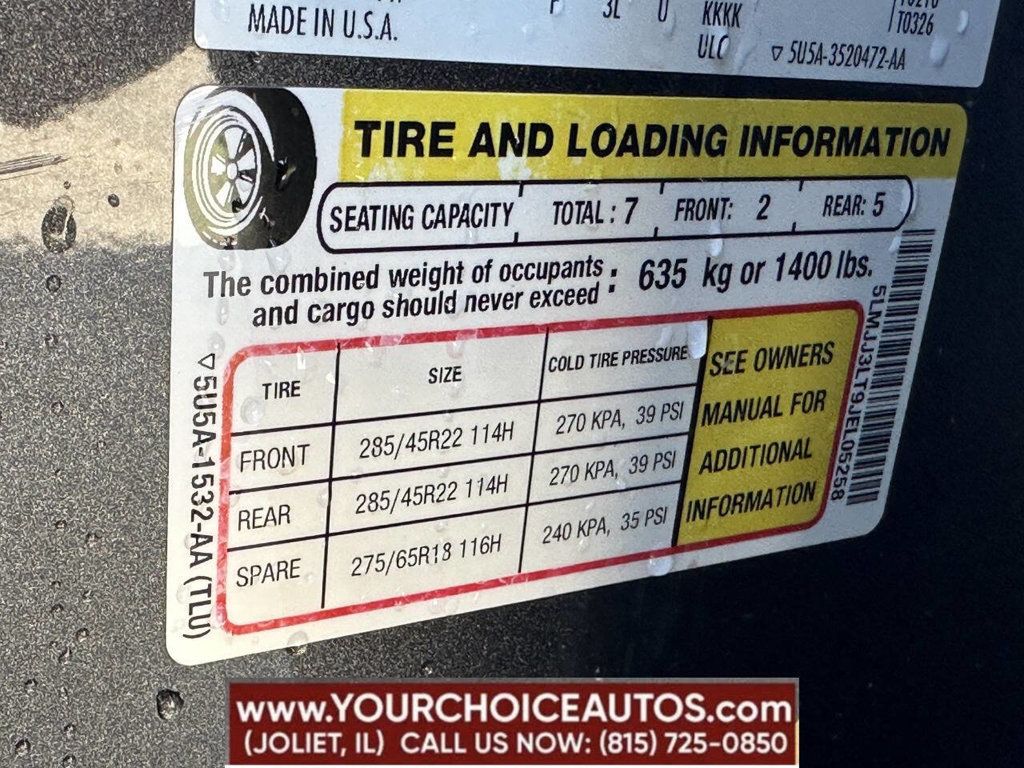 MADE IN U.S.A.
3L U KKKK
T0326
ULC
▽ 5U5A-3520472-AA
TIRE AND LOADING INFORMATION
SEATING CAPACITY TOTAL : 7 FRONT: 2 REAR: 5
The combined weight of occupants
and cargo should never exceed : 635 kg or 1400 lbs.
TIRE SIZE COLD TIRE PRESSURE
FRONT 285/45R22 114H 270 KPA, 39 PSI
REAR 285/45R22 114H 270 KPA, 39 PSI
SPARE 275/65R18 116H 240 KPA, 35 PSI
SEE OWNERS
MANUAL FOR
ADDITIONAL
INFORMATION
5LMJJ3LT9JEL05258
▽ 5U5A-1532-AA (TLU)
www.YOURCHOICEAUTOS.com
(JOLIET, IL) CALL US NOW: (815) 725-0850